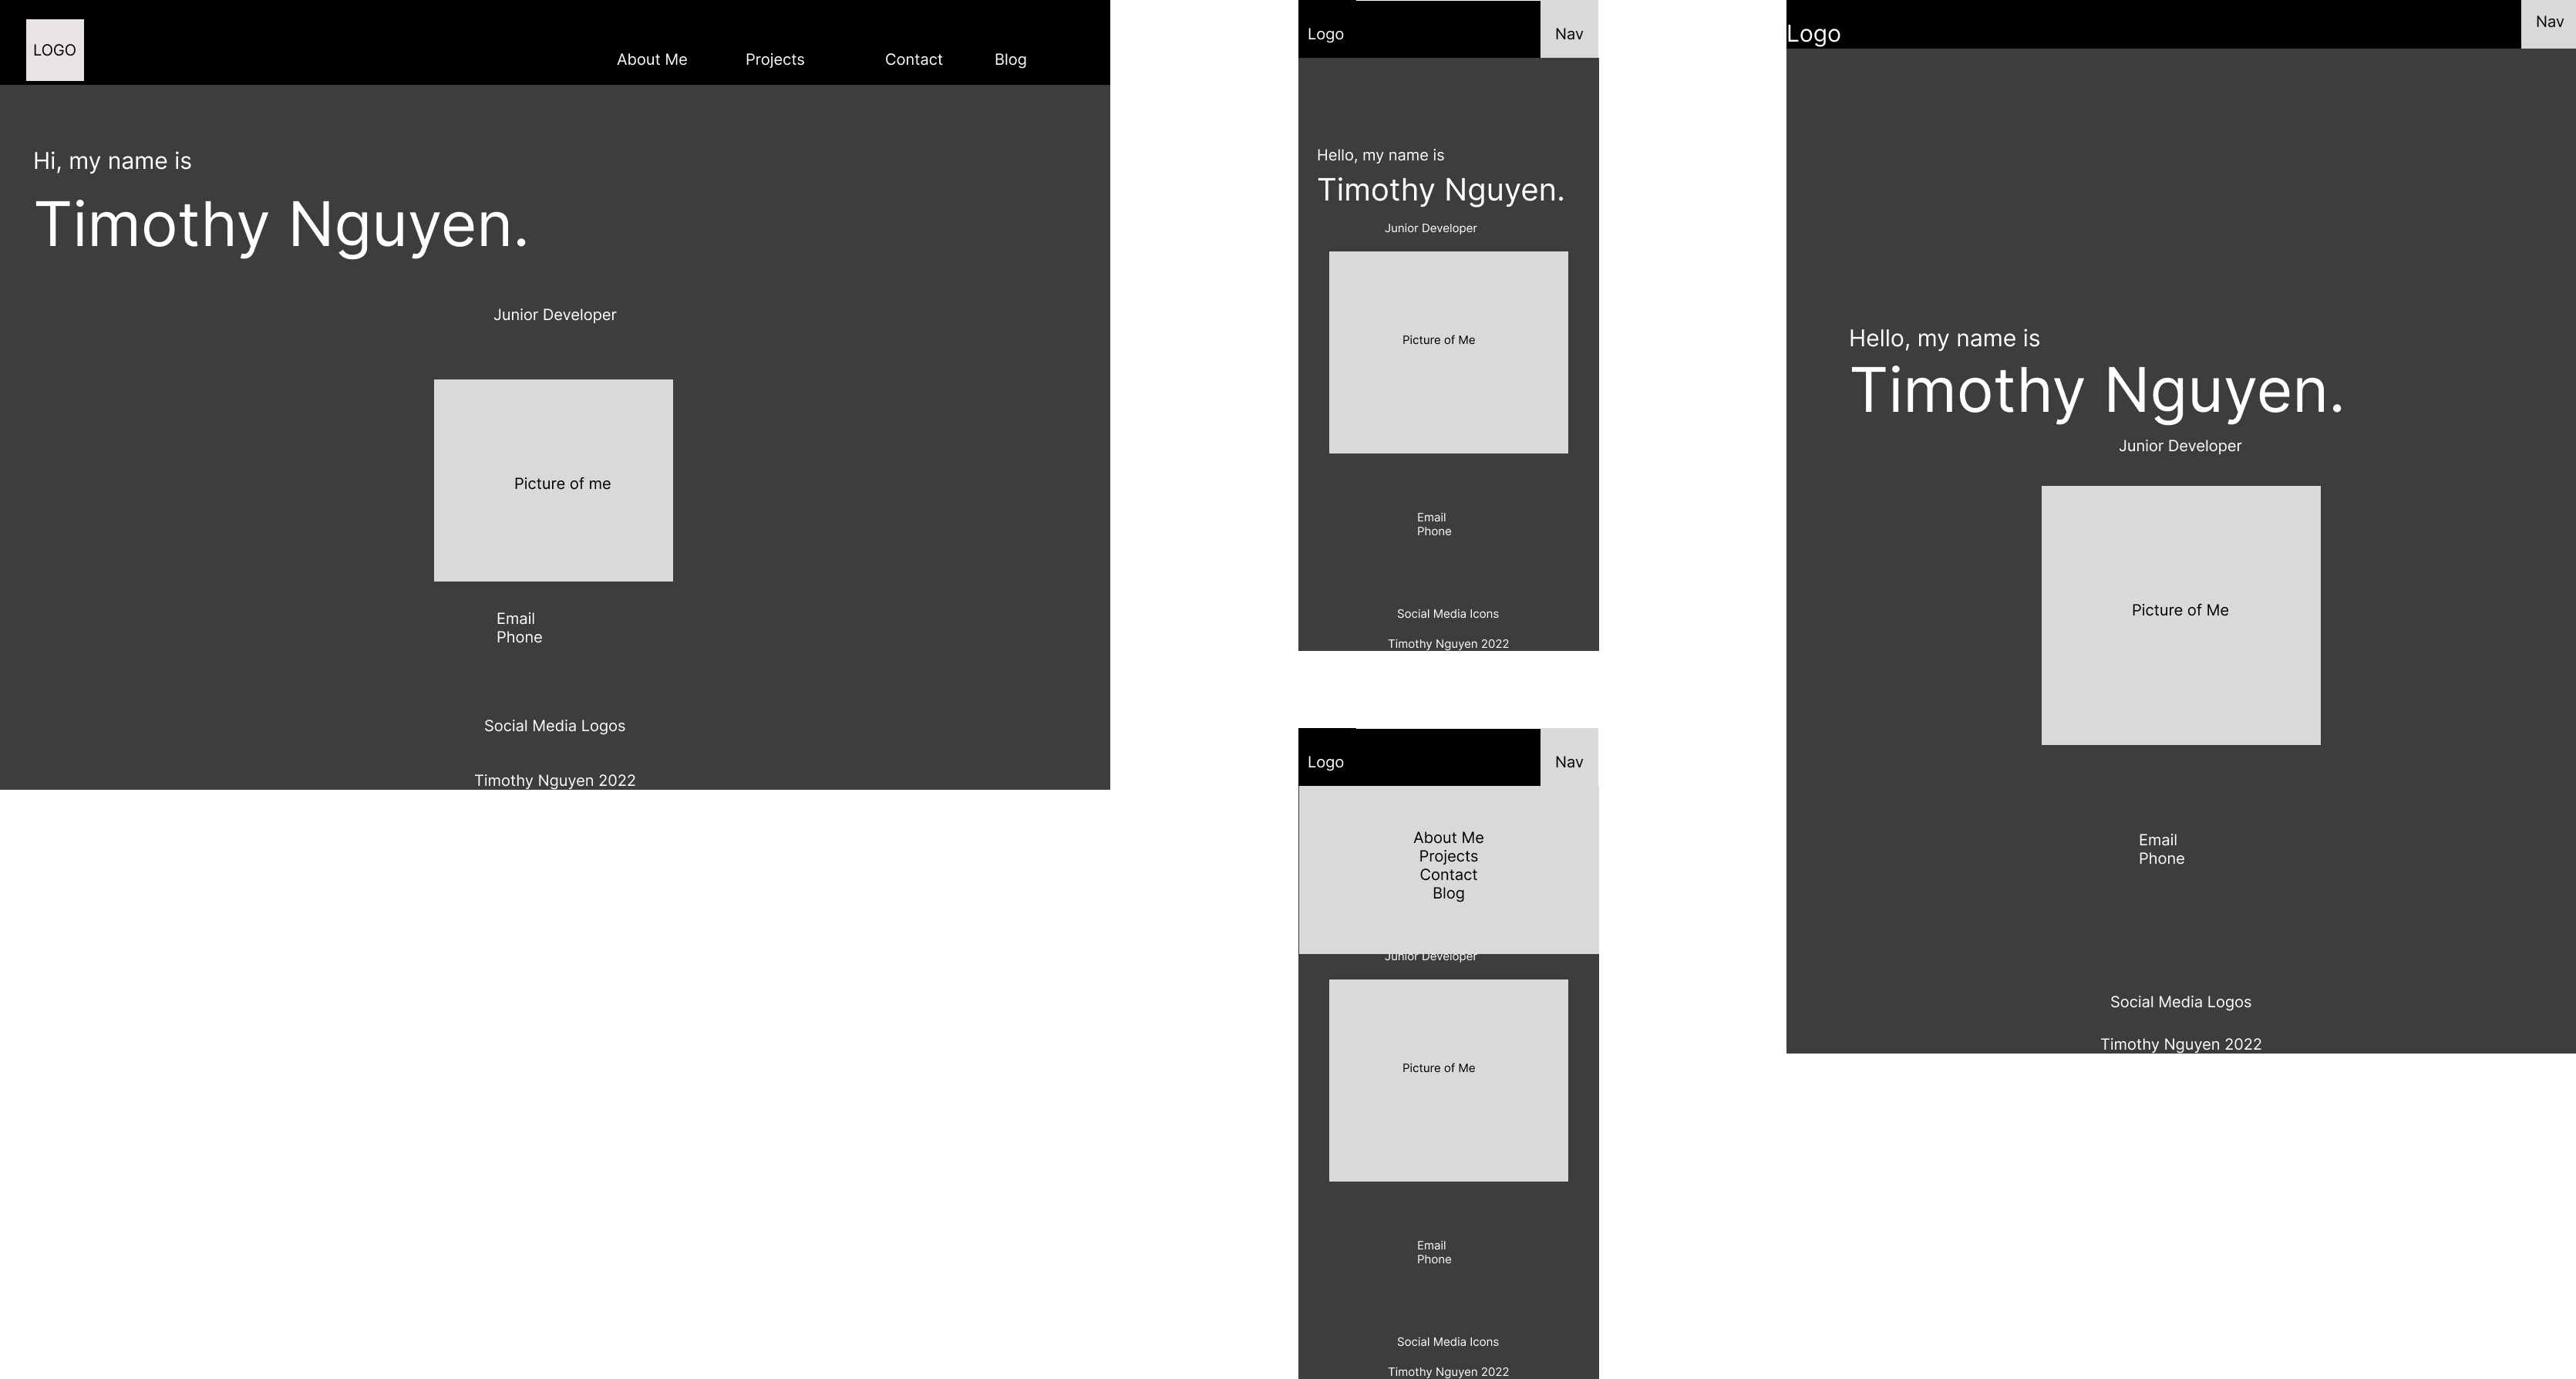 LOGO
About Me Projects Contact Blog
Hi, my name is
Timothy Nguyen.
Junior Developer
Picture of me
Email
Phone
Social Media Logos
Timothy Nguyen 2022
Logo Nav
Hello, my name is
Timothy Nguyen.
Junior Developer
Picture of Me
Email
Phone
Social Media Icons
Timothy Nguyen 2022
Logo Nav
About Me
Projects
Contact
Blog
Junior Developer
Picture of Me
Email
Phone
Social Media Icons
Timothy Nguyen 2022
Logo Nav
Hello, my name is
Timothy Nguyen.
Junior Developer
Picture of Me
Email
Phone
Social Media Logos
Timothy Nguyen 2022